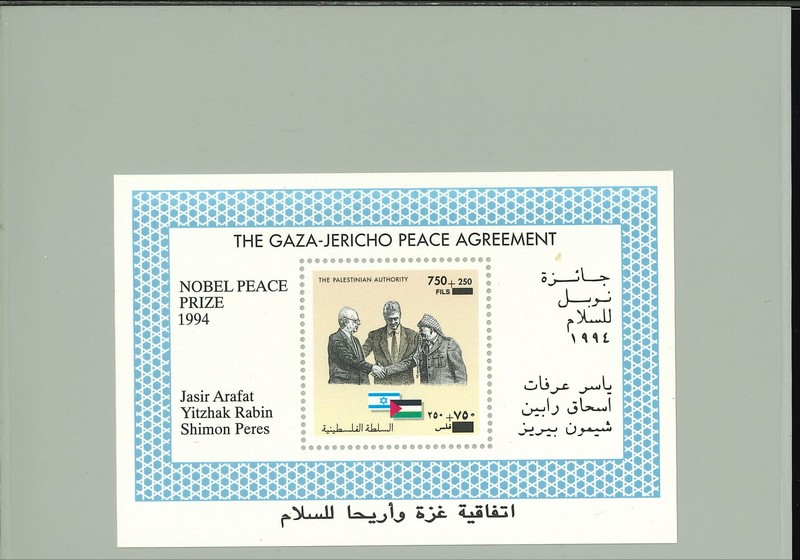 THE GAZA-JERICHO PEACE AGREEMENT
NOBEL PEACE
PRIZE
1994
Jasir Arafat
Yitzhak Rabin
Shimon Peres
THE PALESTINIAN AUTHORITY
750 + 250
FILS
٢٥٠ + ٧٥٠
فلس
السلطة الفلسطينية
جائزة
نوبل
للسلام
١٩٩٤
ياسر عرفات
اسحاق رابين
شيمون بيريز
اتفاقية غزة وأريحا للسلام